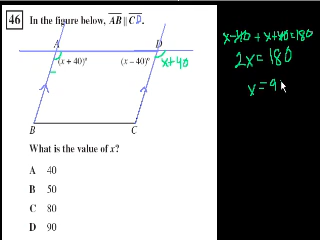 46 In the figure below, AB || CD.
x-40 + x+40=180
2x = 180
x = 9
A D
(x + 40)° (x – 40)° x+40
B C
What is the value of x?
A 40
B 50
C 80
D 90